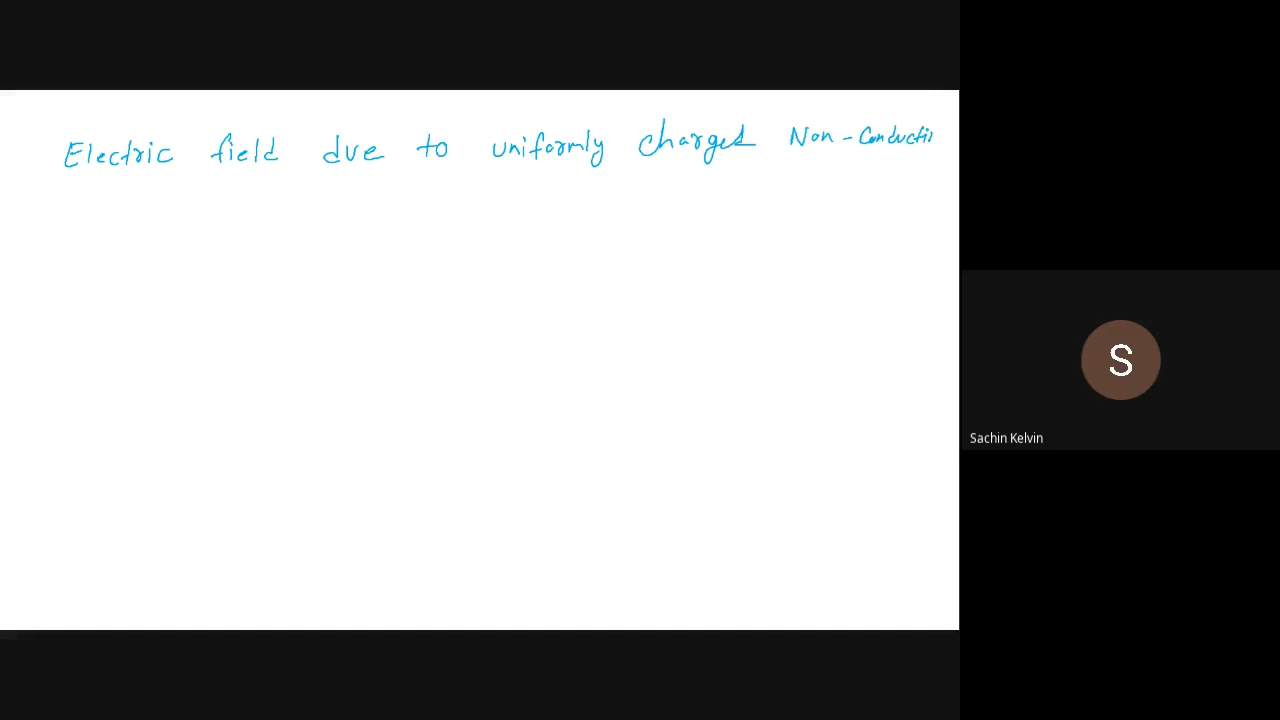 Electric field due to uniformly charged Non-Conducti
S
Sachin Kelvin